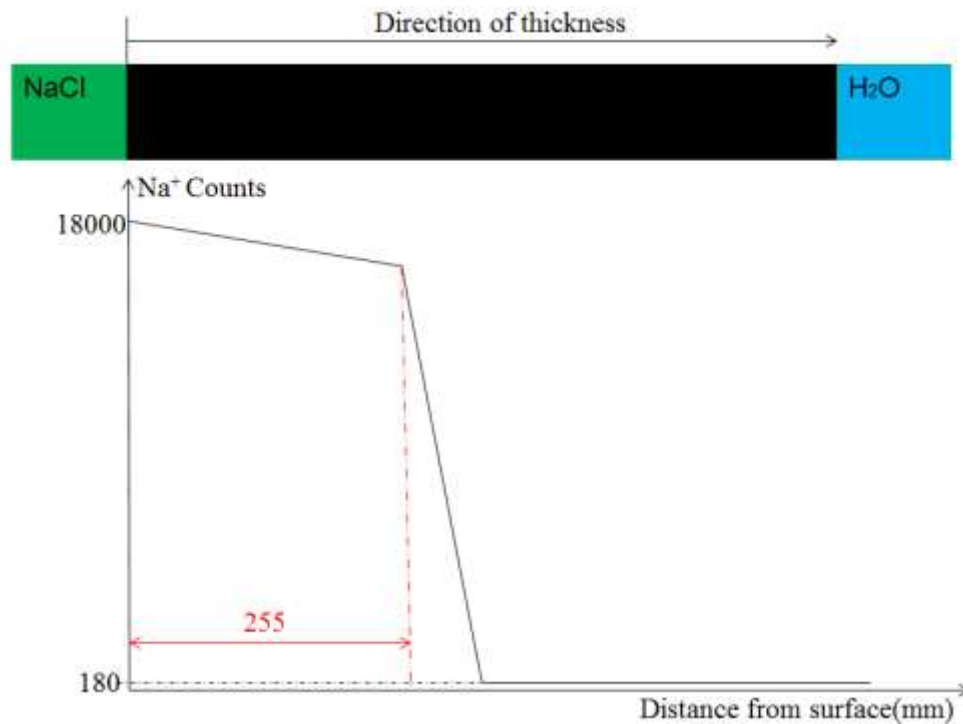 Direction of thickness
NaCl
H₂O
Na⁺ Counts
18000
255
180
Distance from surface(mm)